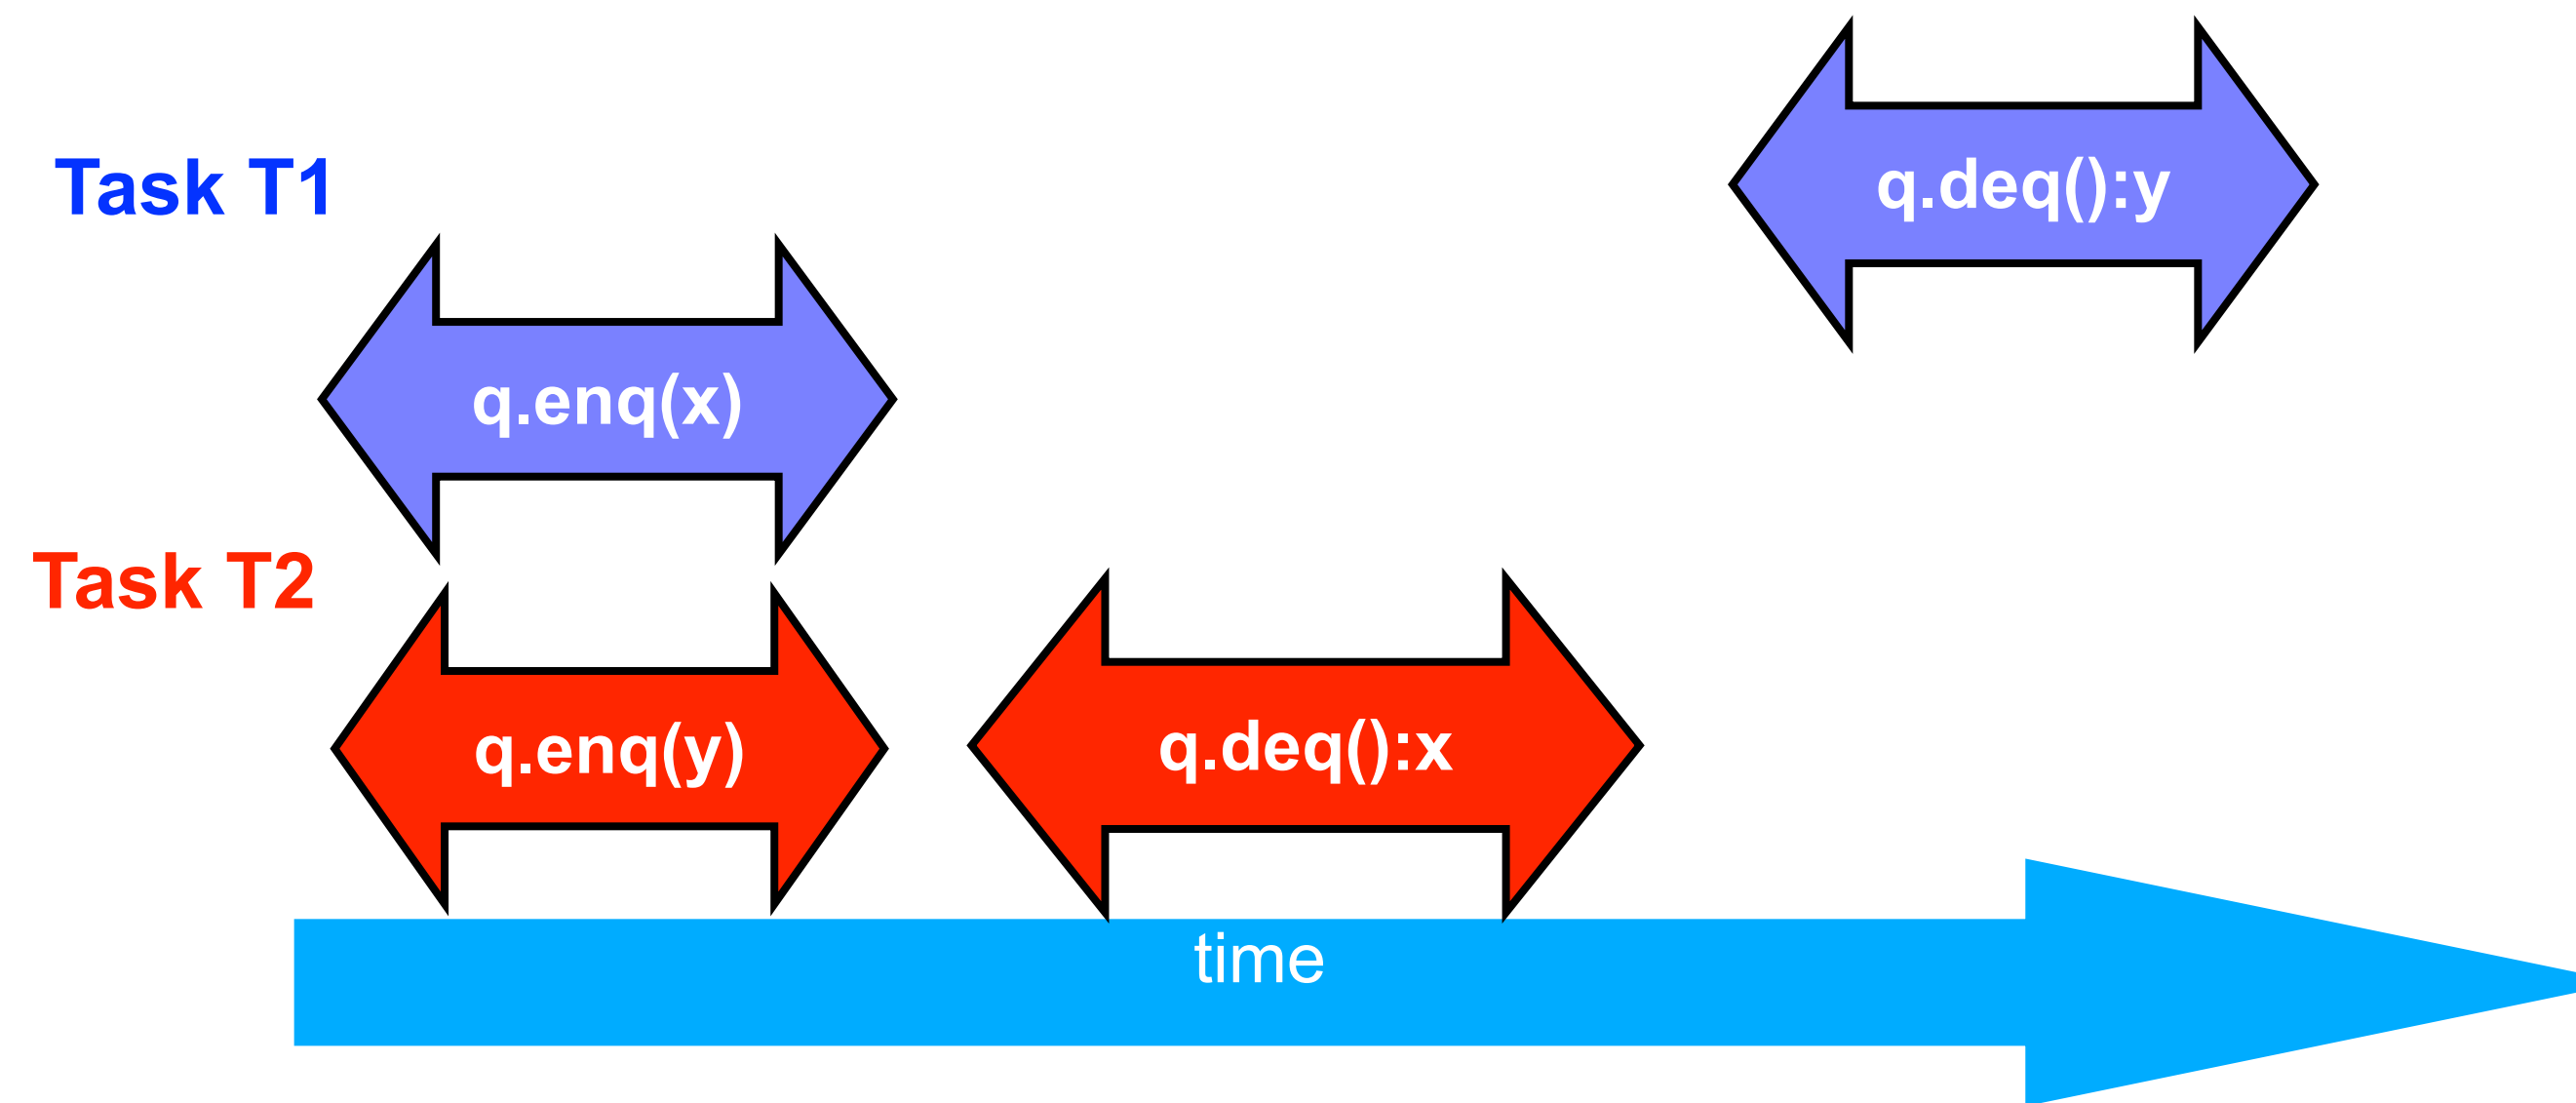 Task T1
q.deq():y
q.enq(x)
Task T2
q.enq(y)
q.deq():x
time